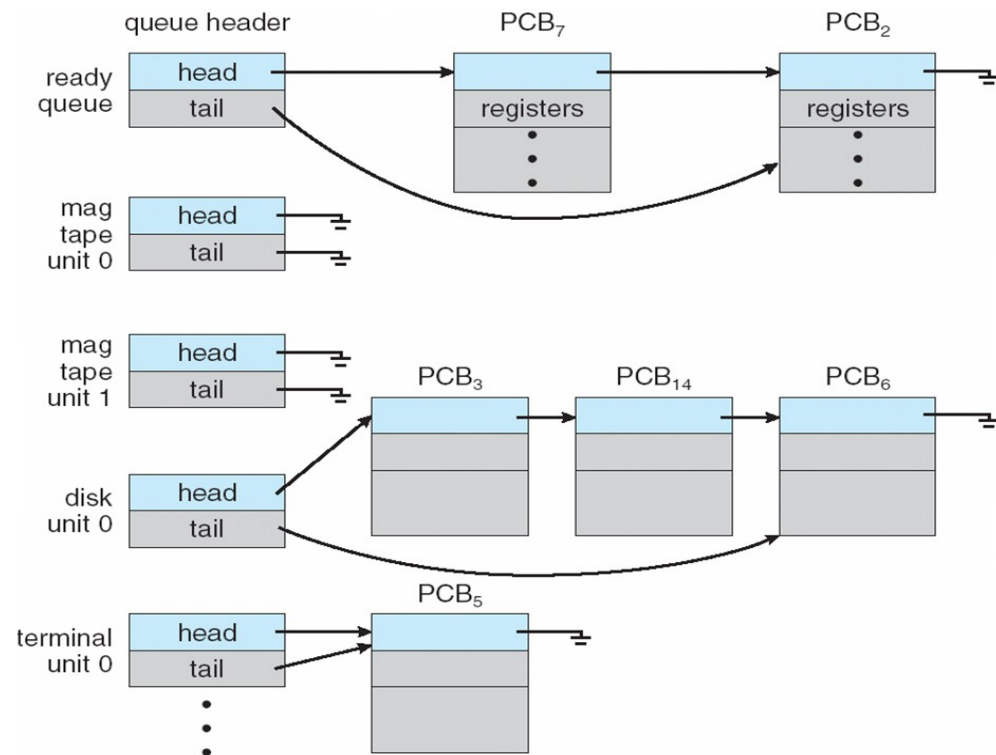 queue header
PCB₇
PCB₂
ready
queue
head
tail
registers
registers
mag
tape
unit 0
head
tail
mag
tape
unit 1
head
tail
PCB₃
PCB₁₄
PCB₆
disk
unit 0
head
tail
PCB₅
terminal
unit 0
head
tail